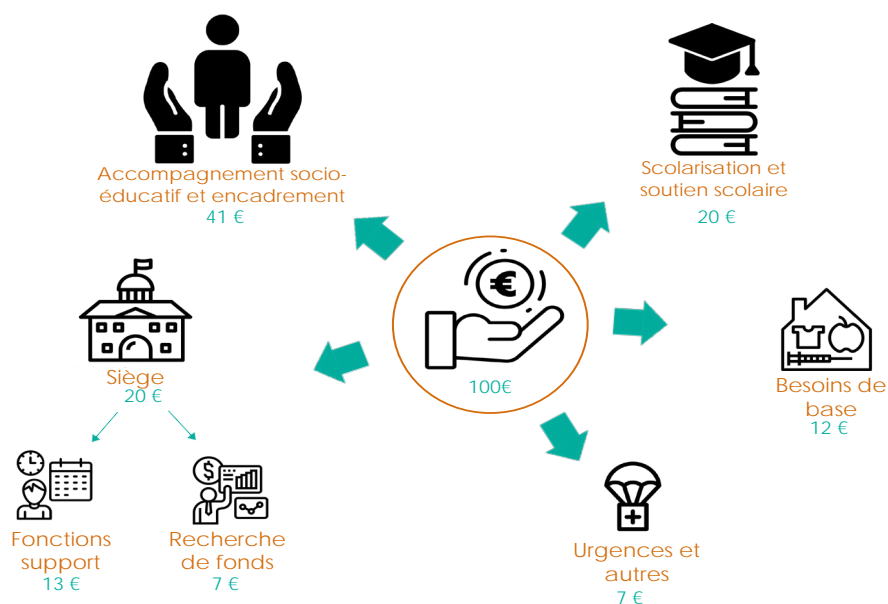 Accompagnement socio-
éducatif et encadrement
41 €
Scolarisation et
soutien scolaire
20 €
€
100€
Siège
20 €
Besoins de
base
12 €
$
Fonctions
support
13 €
Recherche
de fonds
7 €
Urgences et
autres
7 €